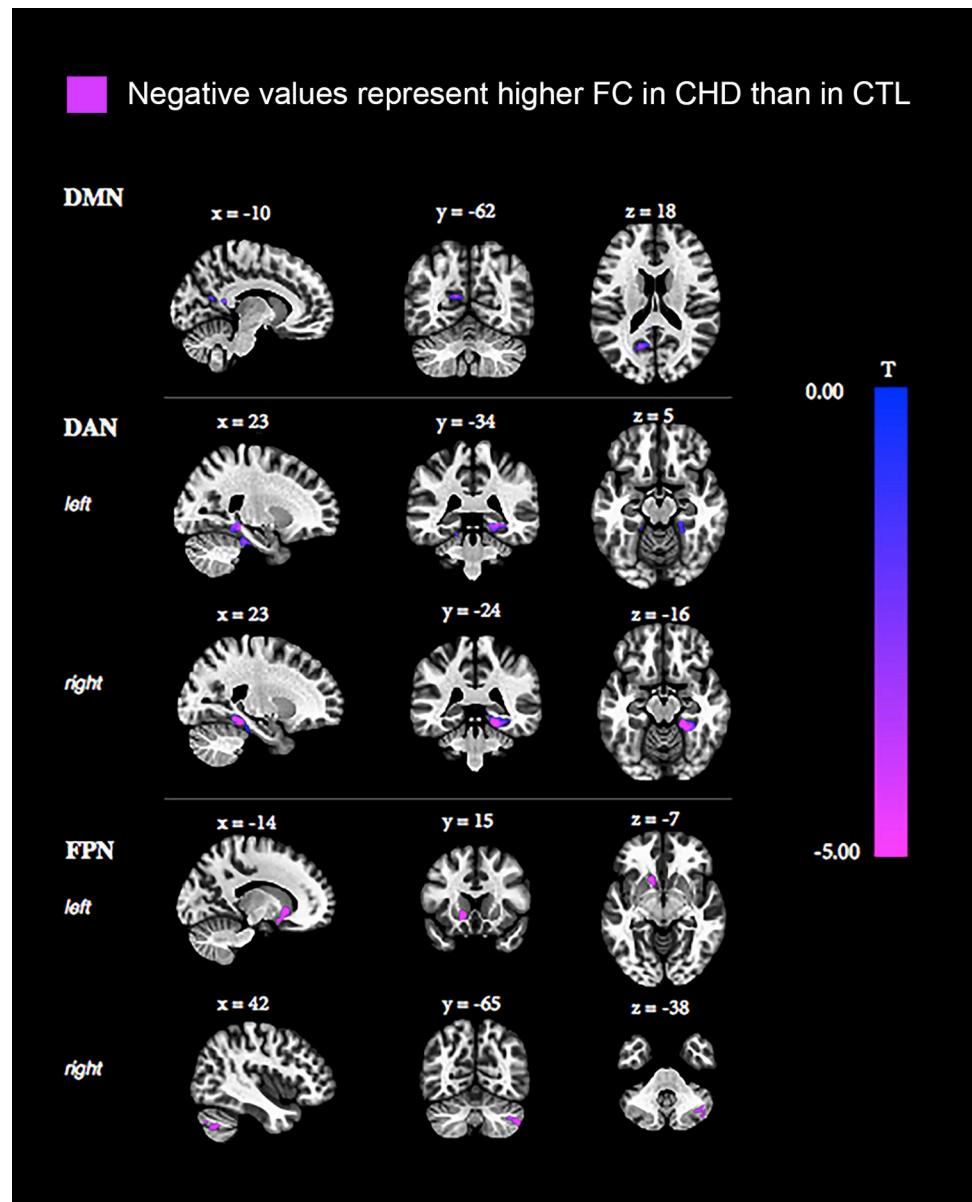 Negative values represent higher FC in CHD than in CTL
DMN
x = -10 y = -62 z = 18
T
0.00
DAN
x = 23 y = -34 z = 5
left
x = 23 y = -24 z = -16
right
-5.00
FPN
x = -14 y = 15 z = -7
left
x = 42 y = -65 z = -38
right